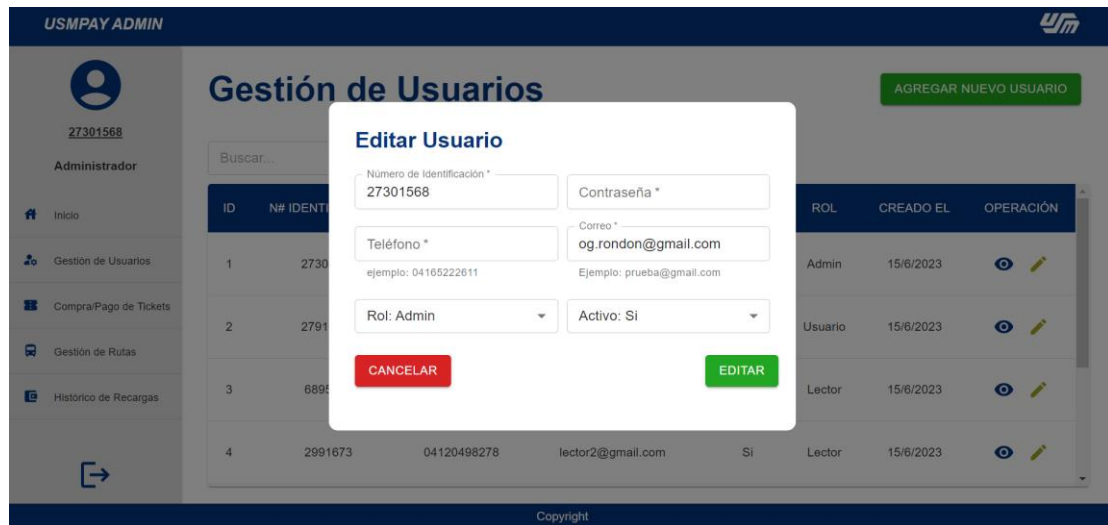 USMPAY ADMIN
27301568
Administrador
Inicio
Gestión de Usuarios
Compra/Pago de Tickets
Gestión de Rutas
Histórico de Recargas
Gestión de Usuarios
AGREGAR NUEVO USUARIO
Buscar...
ID N# IDENTI ROL CREADO EL OPERACIÓN
1 2730 Admin 15/6/2023
2 2791 Usuario 15/6/2023
3 6895 Lector 15/6/2023
4 2991673 04120498278 lector2@gmail.com Si Lector 15/6/2023
Editar Usuario
Número de Identificación *
27301568
Contraseña *
Teléfono *
ejemplo: 04165222611
Correo *
og.rondon@gmail.com
Ejemplo: prueba@gmail.com
Rol: Admin
Activo: Si
CANCELAR
EDITAR
Copyright